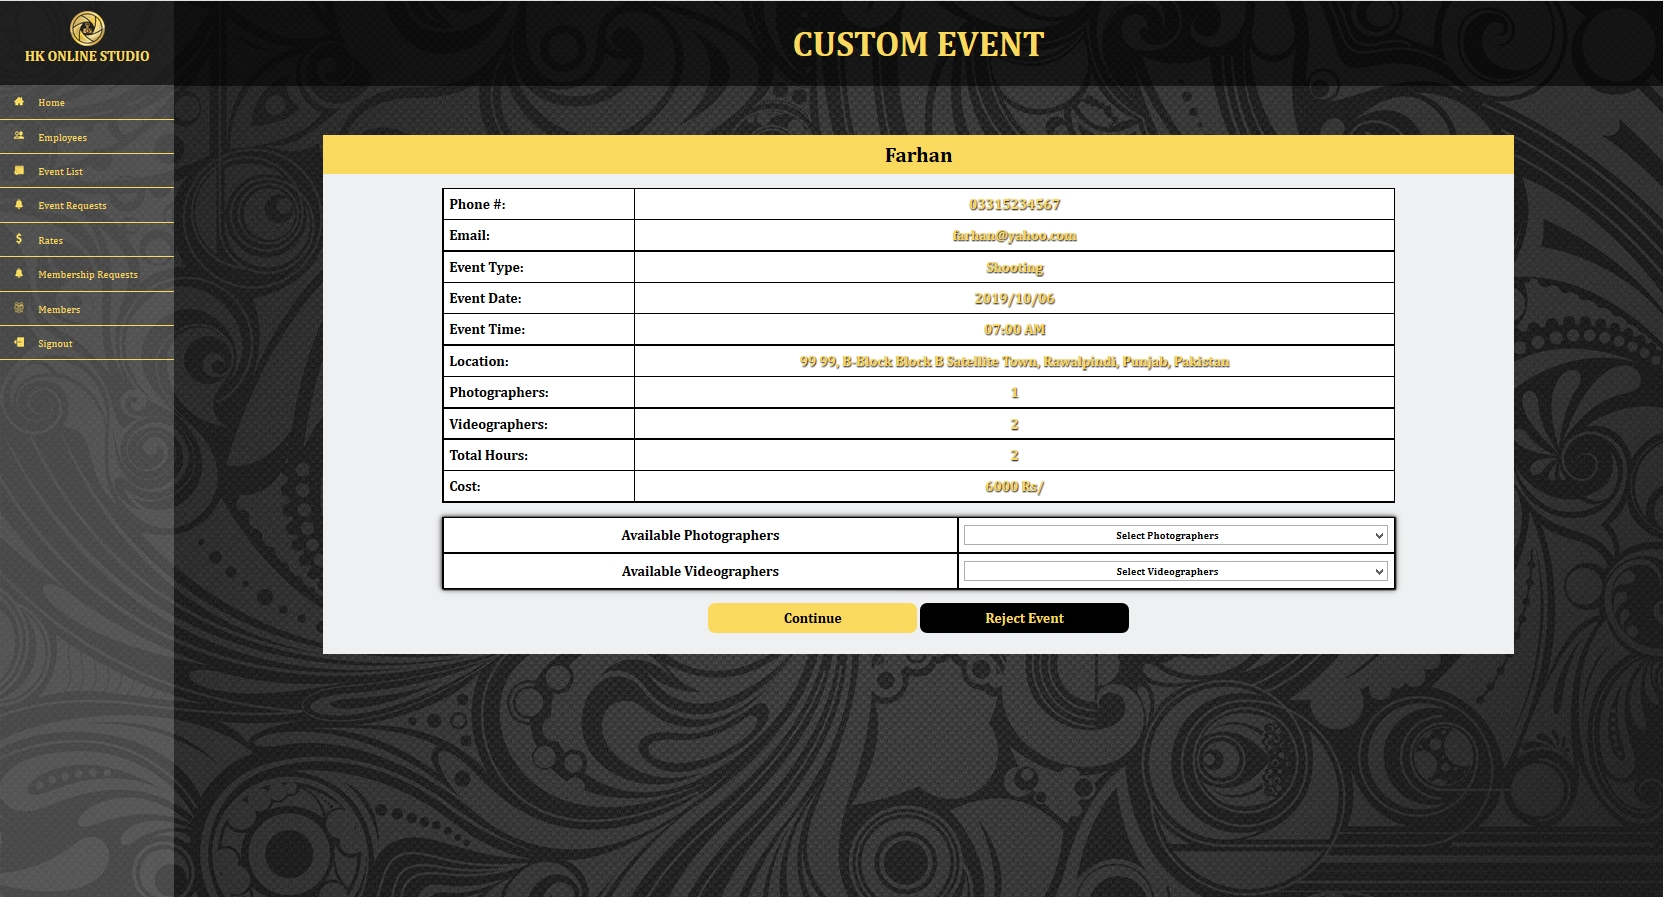 HK ONLINE STUDIO
CUSTOM EVENT
Home
Employees
Event List
Event Requests
Rates
Membership Requests
Members
Signout
Farhan
Phone #: 03315234567
Email: farhan@yahoo.com
Event Type: Shooting
Event Date: 2019/10/06
Event Time: 07:00 AM
Location: 99 99, B-Block Block B Satellite Town, Rawalpindi, Punjab, Pakistan
Photographers: 1
Videographers: 2
Total Hours: 2
Cost: 6000 Rs/
Available Photographers Select Photographers
Available Videographers Select Videographers
Continue Reject Event